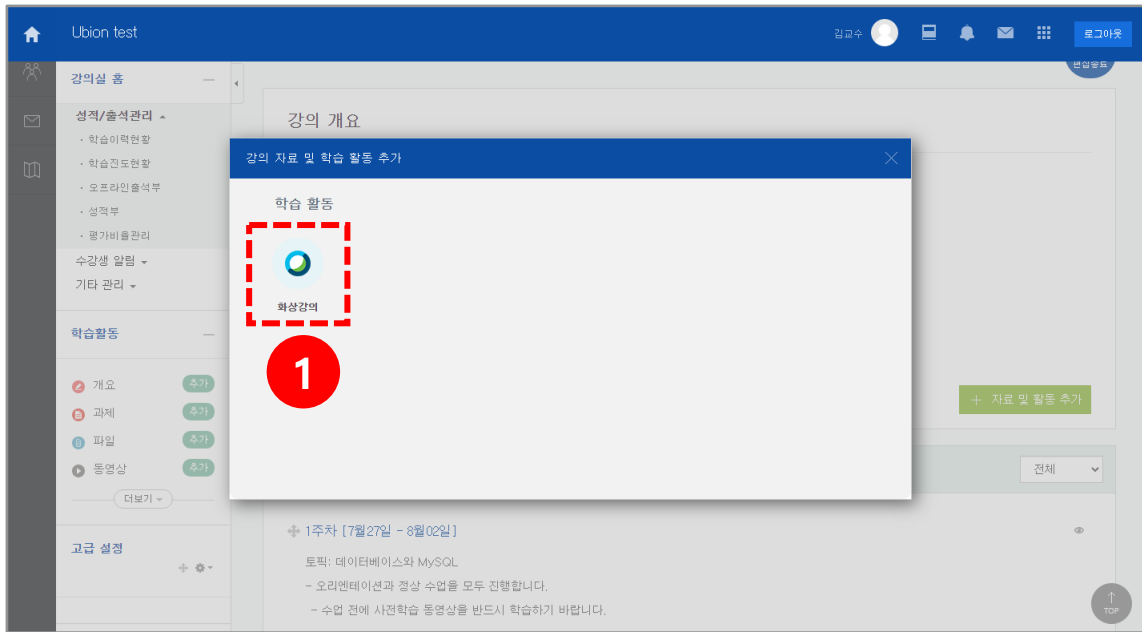 Ubion test
김교수
로그아웃
편집종료
강의실 홈
성적/출석관리
· 학습이력현황
· 학습진도현황
· 오프라인출석부
· 성적부
· 평가비율관리
수강생 알림
기타 관리
학습활동
개요 추가
과제 추가
파일 추가
동영상 추가
더보기
고급 설정
강의 개요
강의 자료 및 학습 활동 추가
학습 활동
화상강의
1
+ 자료 및 활동 추가
전체
1주차 [7월27일 - 8월02일]
토픽: 데이터베이스와 MySQL
- 오리엔테이션과 정상 수업을 모두 진행합니다.
- 수업 전에 사전학습 동영상을 반드시 학습하기 바랍니다.
TOP